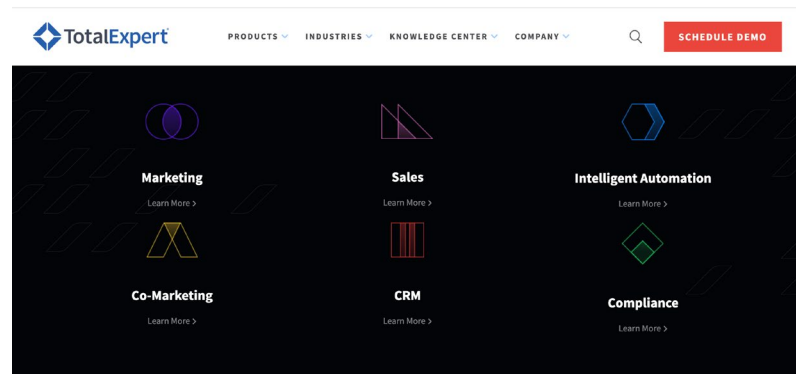 TotalExpert PRODUCTS INDUSTRIES KNOWLEDGE CENTER COMPANY SCHEDULE DEMO
Marketing Sales Intelligent Automation
Learn More > Learn More > Learn More >
Co-Marketing CRM Compliance
Learn More > Learn More > Learn More >